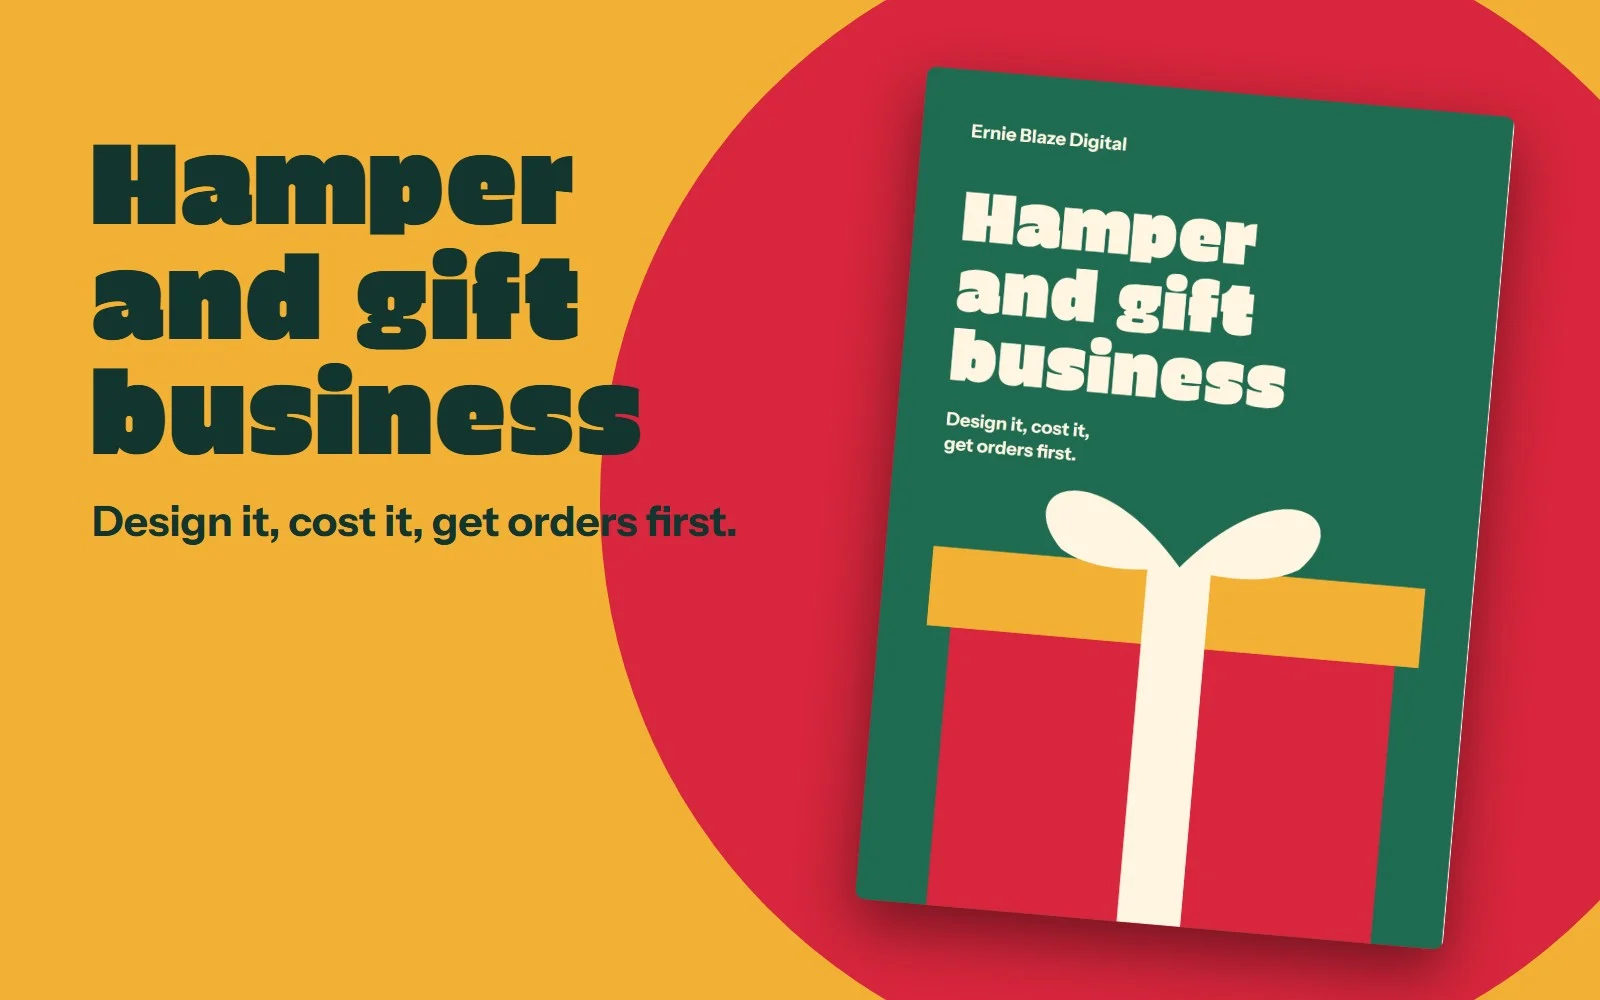 Hamper
and gift
business
Design it, cost it, get orders first.
Ernie Blaze Digital
Hamper
and gift
business
Design it, cost it,
get orders first.